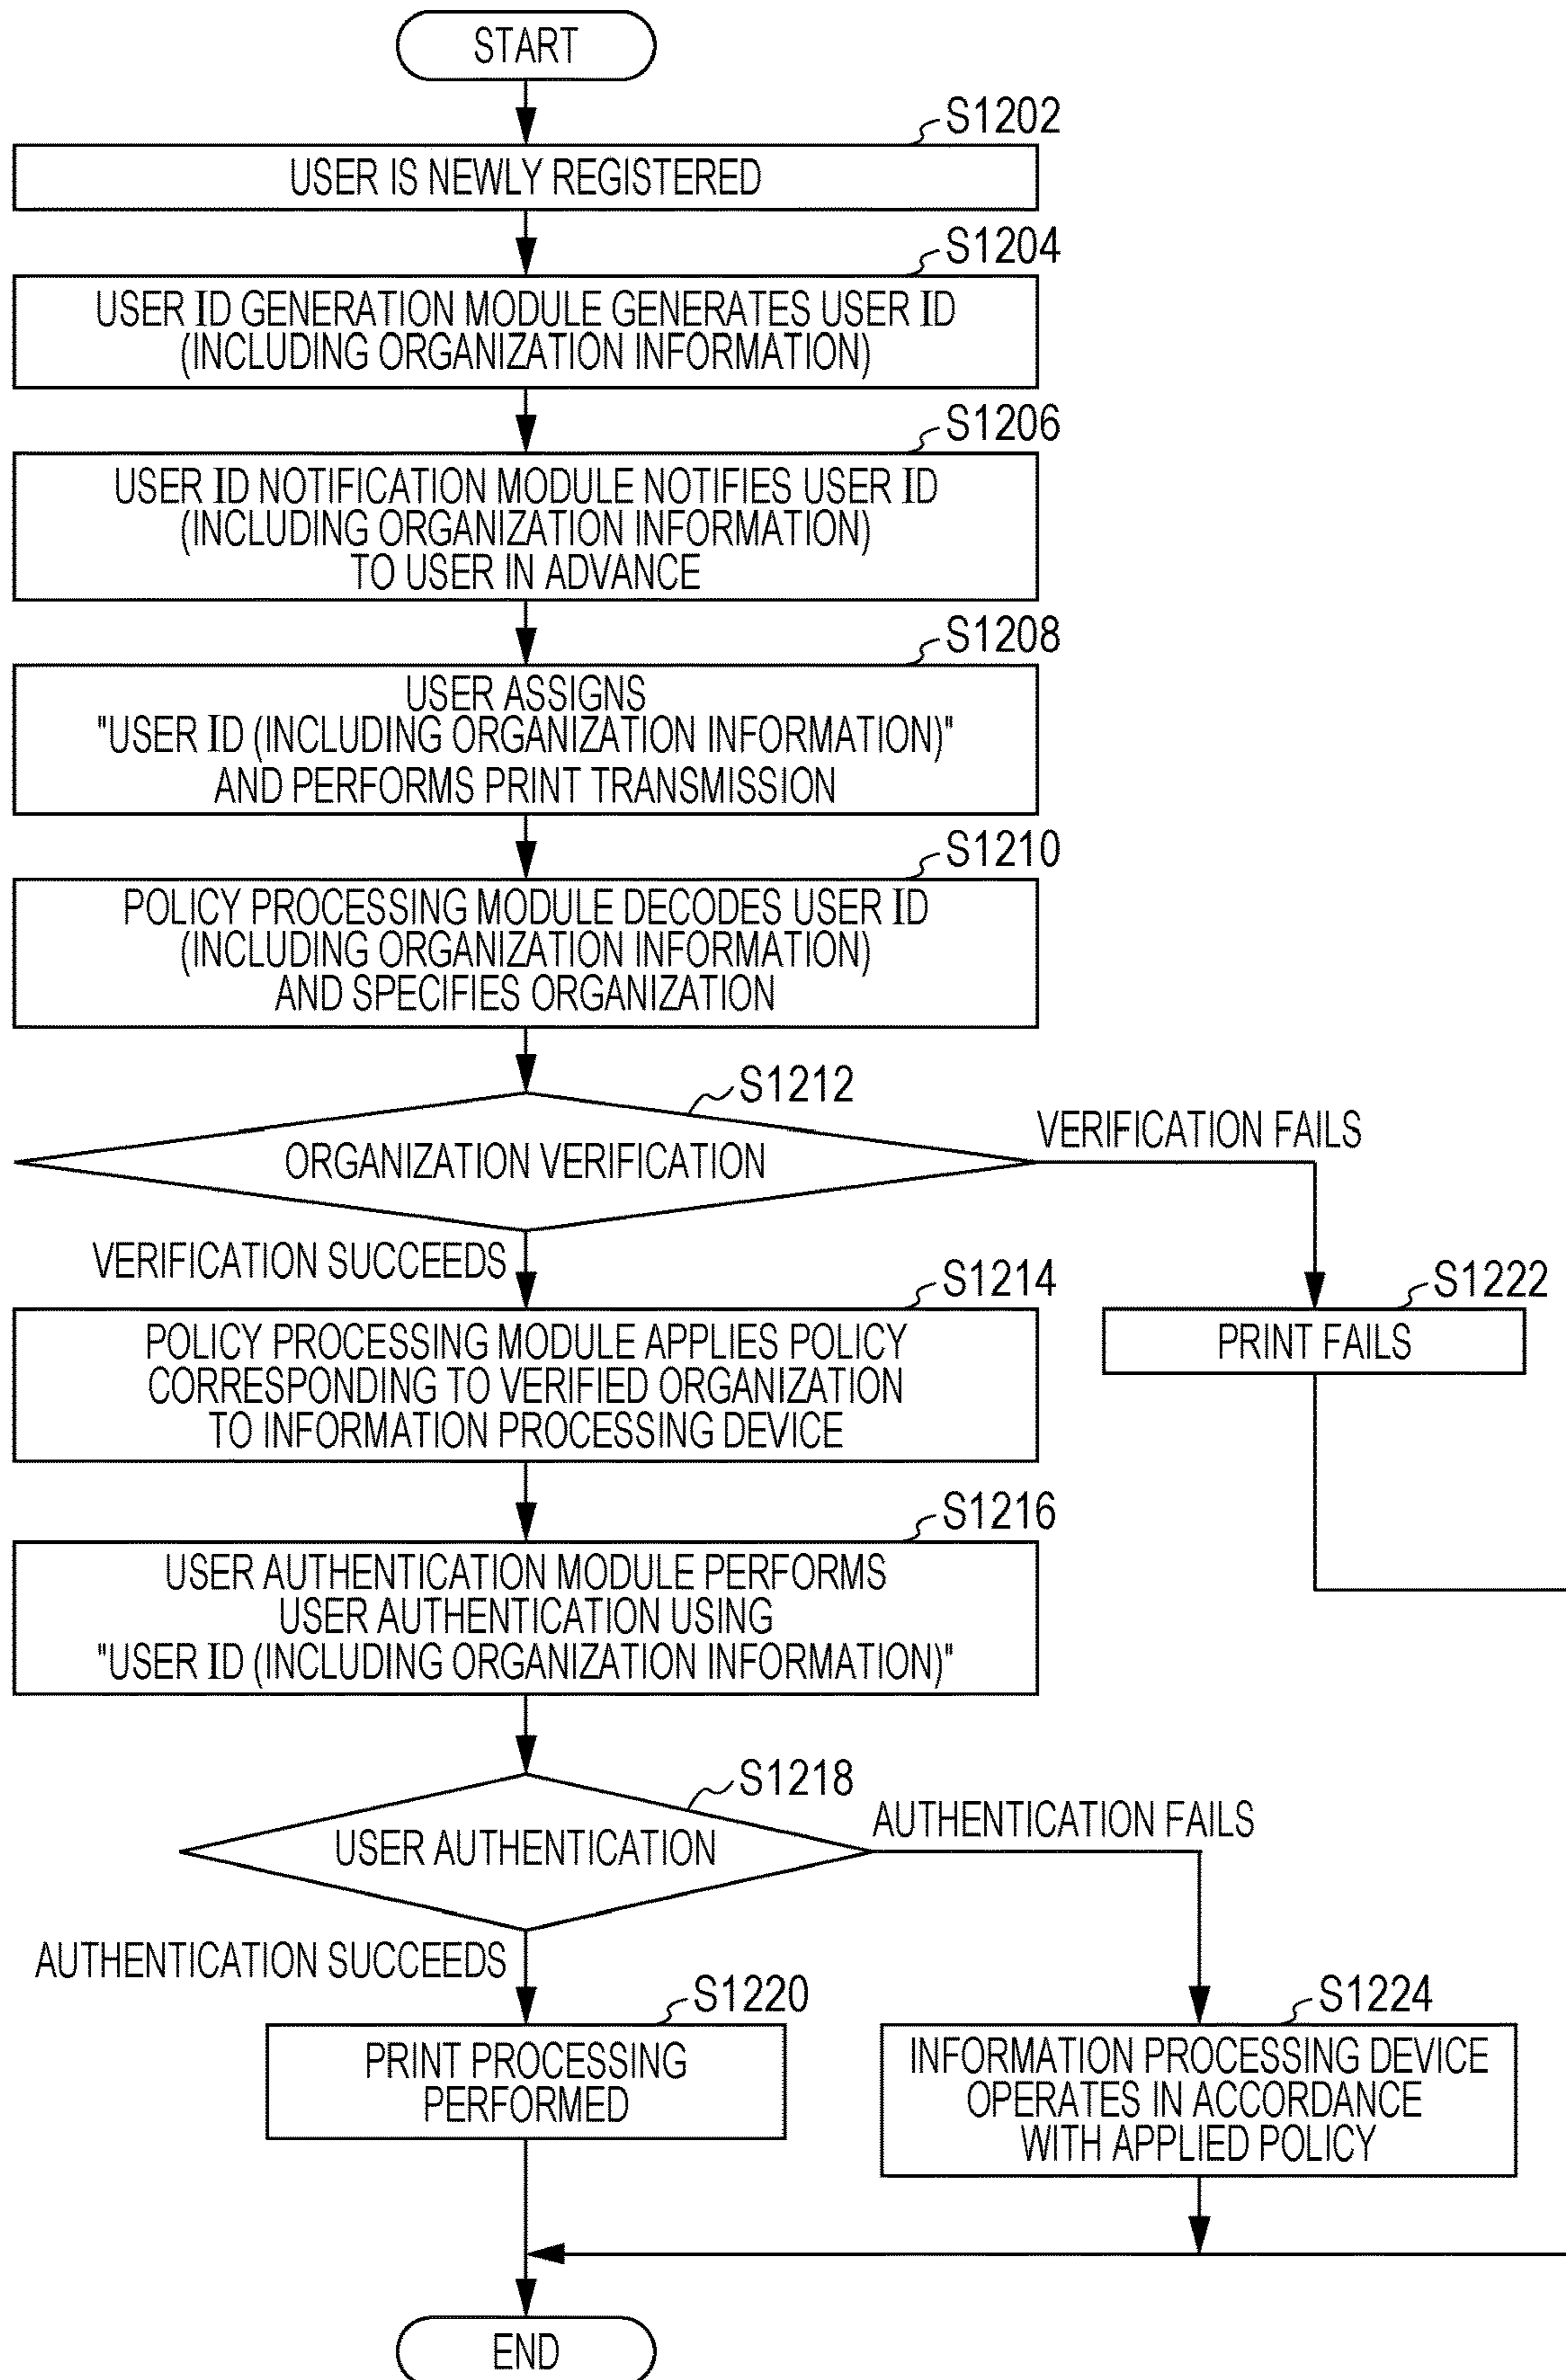 START
S1202
USER IS NEWLY REGISTERED
S1204
USER ID GENERATION MODULE GENERATES USER ID
(INCLUDING ORGANIZATION INFORMATION)
S1206
USER ID NOTIFICATION MODULE NOTIFIES USER ID
(INCLUDING ORGANIZATION INFORMATION)
TO USER IN ADVANCE
S1208
USER ASSIGNS
"USER ID (INCLUDING ORGANIZATION INFORMATION)"
AND PERFORMS PRINT TRANSMISSION
S1210
POLICY PROCESSING MODULE DECODES USER ID
(INCLUDING ORGANIZATION INFORMATION)
AND SPECIFIES ORGANIZATION
S1212
ORGANIZATION VERIFICATION
VERIFICATION FAILS
VERIFICATION SUCCEEDS
S1214
POLICY PROCESSING MODULE APPLIES POLICY
CORRESPONDING TO VERIFIED ORGANIZATION
TO INFORMATION PROCESSING DEVICE
S1222
PRINT FAILS
S1216
USER AUTHENTICATION MODULE PERFORMS
USER AUTHENTICATION USING
"USER ID (INCLUDING ORGANIZATION INFORMATION)"
S1218
USER AUTHENTICATION
AUTHENTICATION FAILS
AUTHENTICATION SUCCEEDS
S1220
PRINT PROCESSING
PERFORMED
S1224
INFORMATION PROCESSING DEVICE
OPERATES IN ACCORDANCE
WITH APPLIED POLICY
END